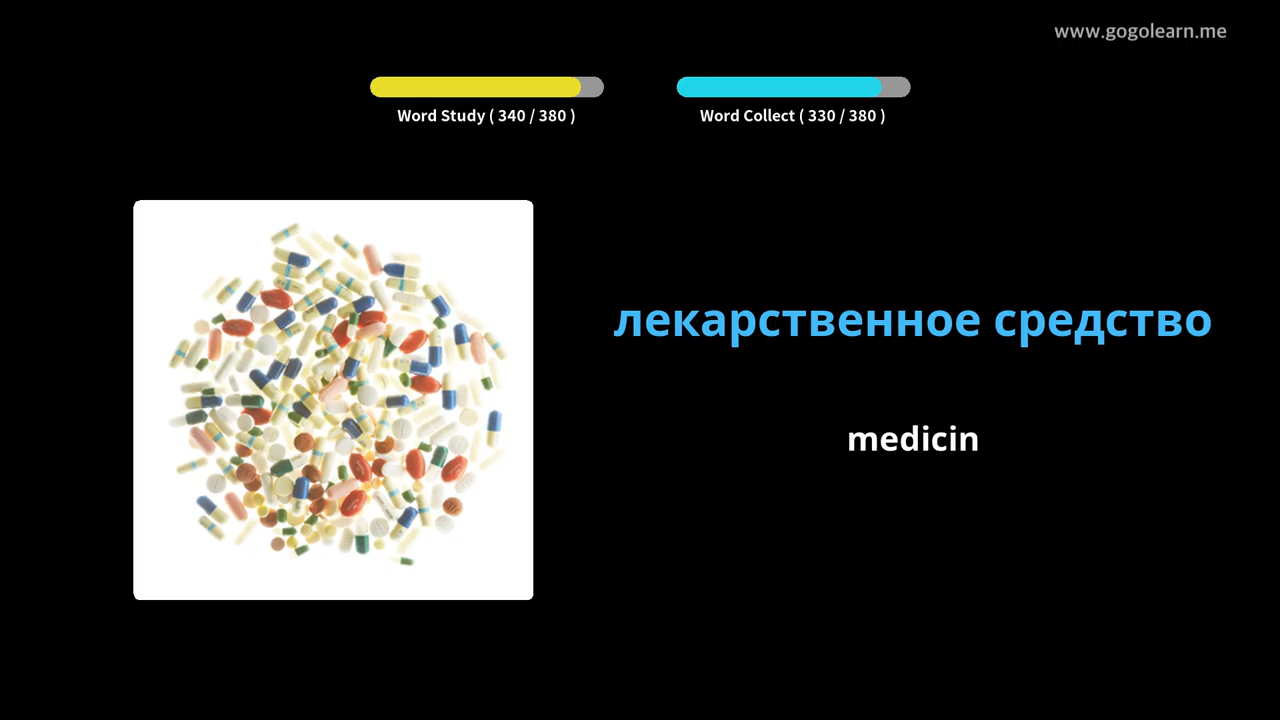 www.gogolearn.me
Word Study ( 340 / 380 )
Word Collect ( 330 / 380 )
лекарственное средство
medicin